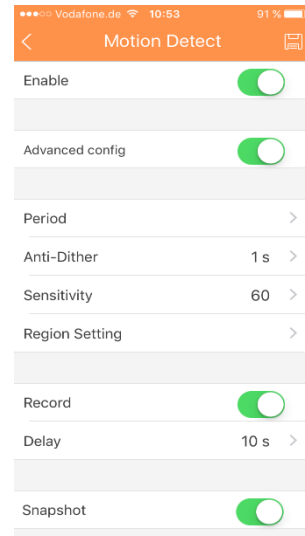 Vodafone.de 10:53 91 %
Motion Detect
Enable
Advanced config
Period
Anti-Dither 1 s
Sensitivity 60
Region Setting
Record
Delay 10 s
Snapshot